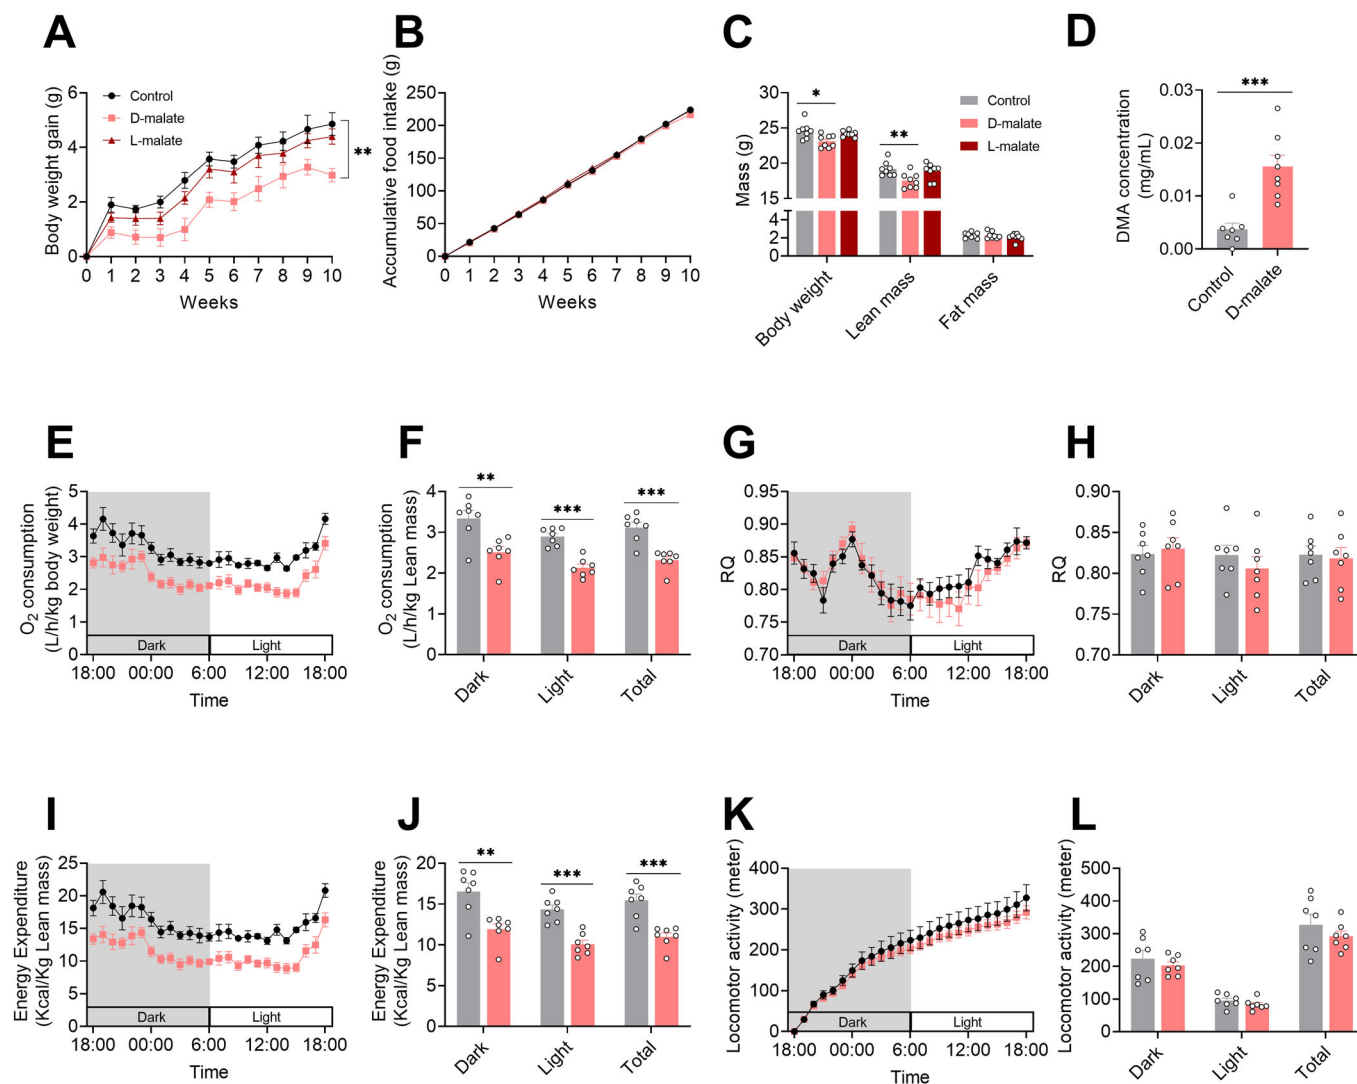 A
Body weight gain (g)
6
4
2
0
Control
D-malate
L-malate
**
0 1 2 3 4 5 6 7 8 9 10
Weeks
B
Accumulative food intake (g)
250
200
150
100
50
0
0 1 2 3 4 5 6 7 8 9 10
Weeks
C
Mass (g)
30
25
20
15
4
2
0
*
**
Control
D-malate
L-malate
Body weight
Lean mass
Fat mass
D
DMA concentration
(mg/mL)
0.03
0.02
0.01
0.00
***
Control
D-malate
E
O2 consumption
(L/h/kg body weight)
5
4
3
2
1
0
Dark
Light
18:00 00:00 6:00 12:00 18:00
Time
F
O2 consumption
(L/h/kg Lean mass)
4
3
2
1
0
**
***
***
Dark
Light
Total
G
RQ
0.95
0.90
0.85
0.80
0.75
0.70
Dark
Light
18:00 00:00 6:00 12:00 18:00
Time
H
RQ
0.90
0.85
0.80
0.75
0.70
Dark
Light
Total
I
Energy Expenditure
(Kcal/Kg Lean mass)
25
20
15
10
5
0
Dark
Light
18:00 00:00 6:00 12:00 18:00
Time
J
Energy Expenditure
(Kcal/Kg Lean mass)
20
15
10
5
0
**
***
***
Dark
Light
Total
K
Locomotor activity (meter)
400
300
200
100
0
Dark
Light
18:00 00:00 6:00 12:00 18:00
Time
L
Locomotor activity (meter)
500
400
300
200
100
0
Dark
Light
Total